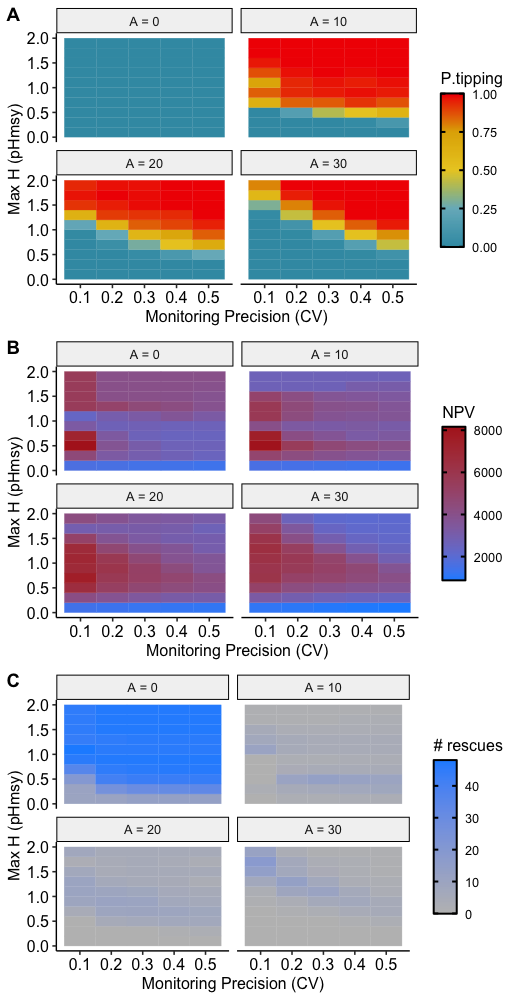 A
A = 0
A = 10
2.0
1.5
1.0
0.5
0.0
A = 20
A = 30
2.0
1.5
1.0
0.5
0.0
0.1 0.2 0.3 0.4 0.5
0.1 0.2 0.3 0.4 0.5
Max H (pHmsy)
Monitoring Precision (CV)
P.tipping
1.00
0.75
0.50
0.25
0.00
B
A = 0
A = 10
2.0
1.5
1.0
0.5
0.0
A = 20
A = 30
2.0
1.5
1.0
0.5
0.0
0.1 0.2 0.3 0.4 0.5
0.1 0.2 0.3 0.4 0.5
Max H (pHmsy)
Monitoring Precision (CV)
NPV
8000
6000
4000
2000
C
A = 0
A = 10
2.0
1.5
1.0
0.5
0.0
A = 20
A = 30
2.0
1.5
1.0
0.5
0.0
0.1 0.2 0.3 0.4 0.5
0.1 0.2 0.3 0.4 0.5
Max H (pHmsy)
Monitoring Precision (CV)
# rescues
40
30
20
10
0